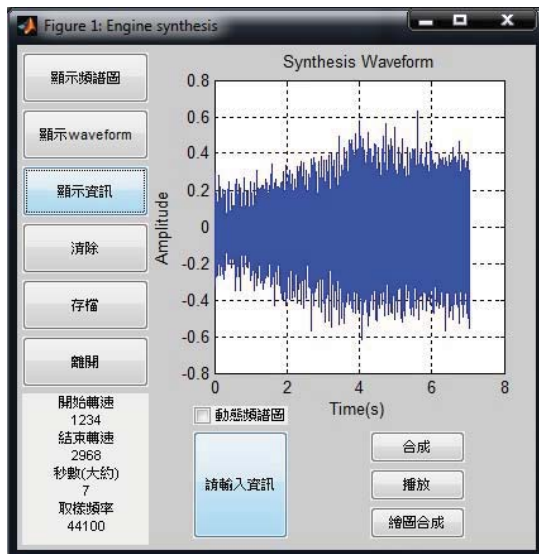 Figure 1: Engine synthesis
顯示頻譜圖
顯示waveform
顯示資訊
清除
存檔
離開
開始轉速
1234
結束轉速
2968
秒數(大約)
7
取樣頻率
44100
Synthesis Waveform
Amplitude
0.8
0.6
0.4
0.2
0
-0.2
-0.4
-0.6
-0.8
0 2 4 6 8
Time(s)
動態頻譜圖
請輸入資訊
合成
播放
繪圖合成